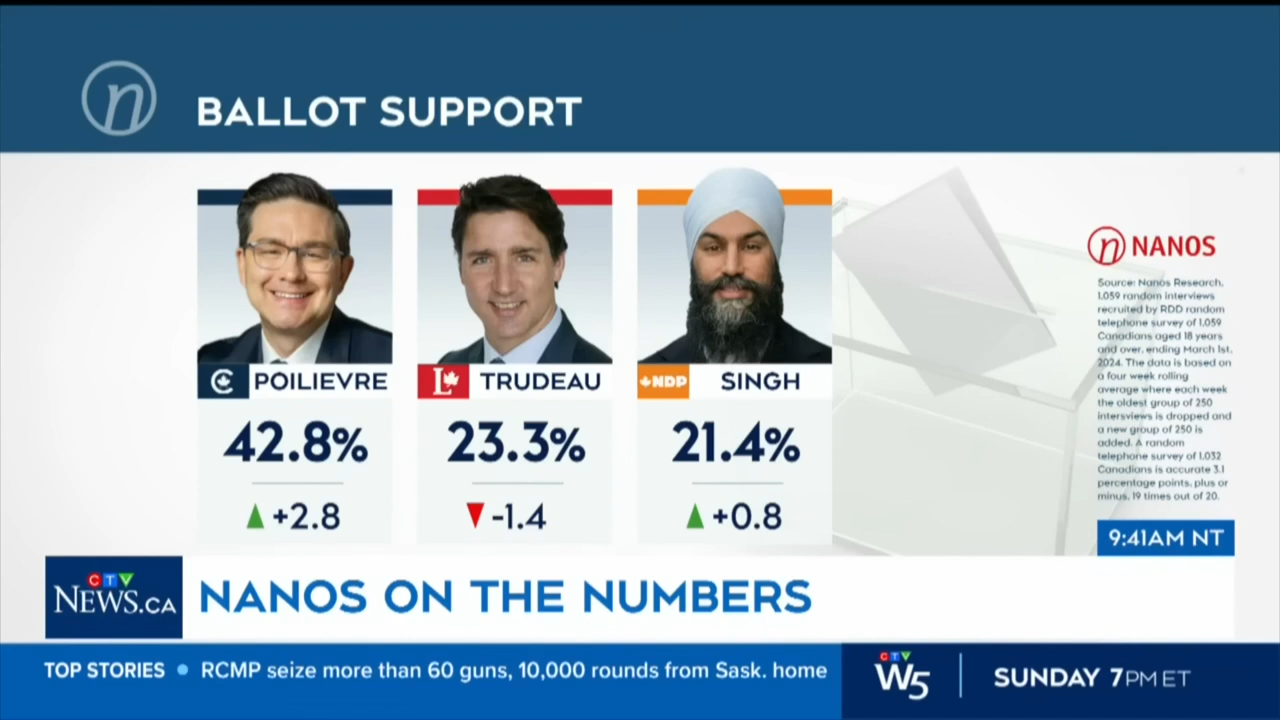 n
BALLOT SUPPORT
C POILIEVRE
L TRUDEAU
NDP SINGH
42.8%
23.3%
21.4%
+2.8
-1.4
+0.8
n NANOS
Source: Nanos Research,
1,059 random interviews
recruited by RDD random
telephone survey of 1,059
Canadians aged 18 years
and over, ending March 1st,
2024. The data is based on
a four week rolling
average where each week
the oldest group of 250
intersviews is dropped and
a new group of 250 is
added. A random
telephone survey of 1,032
Canadians is accurate 3.1
percentage points, plus or
minus, 19 times out of 20.
9:41AM NT
CTV
NEWS.CA
NANOS ON THE NUMBERS
TOP STORIES • RCMP seize more than 60 guns, 10,000 rounds from Sask. home
CTV
W5
SUNDAY 7PM ET